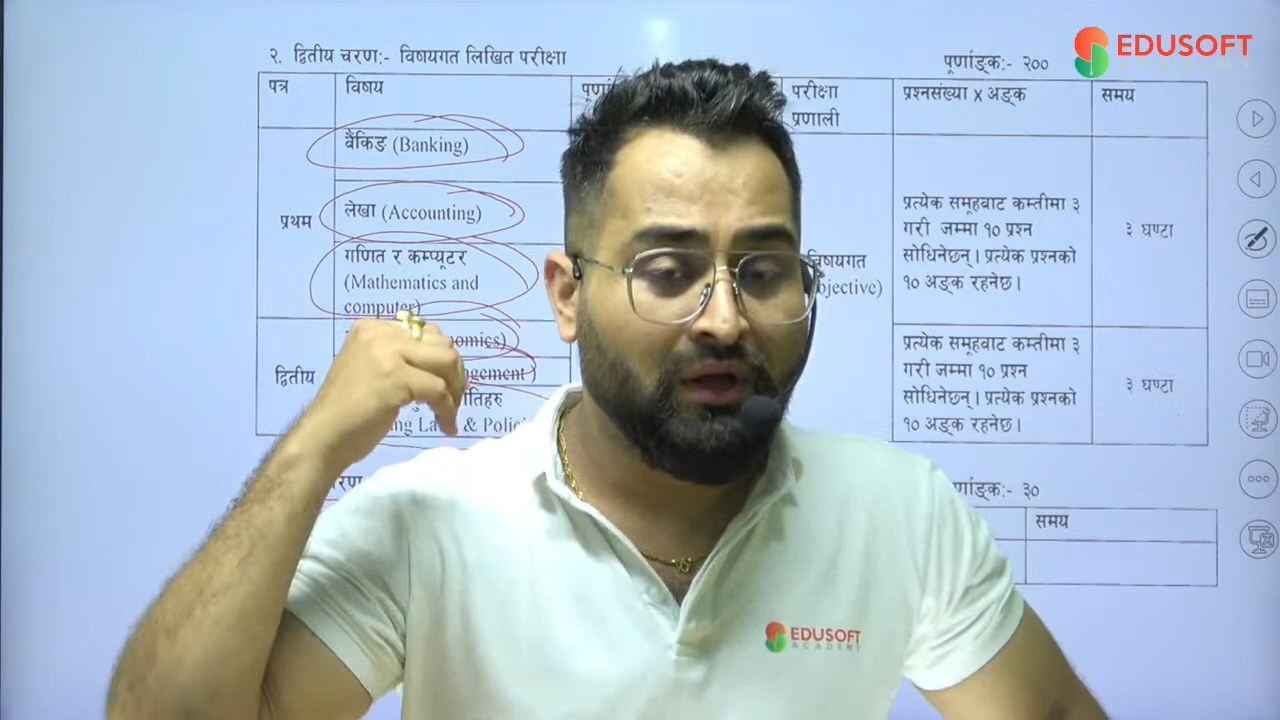 EDUSOFT
ACADEMY
२. द्वितीय चरण:- विषयगत लिखित परीक्षा
पूर्णाङ्क:- २००
पत्र
विषय
परीक्षा
प्रणाली
प्रश्नसंख्या X अङ्क
समय
प्रथम
बैंकिङ (Banking)
लेखा (Accounting)
गणित र कम्प्यूटर
(Mathematics and
computer)
प्रत्येक समूहबाट कम्तीमा ३
गरी जम्मा १० प्रश्न
सोधिनेछन्। प्रत्येक प्रश्नको
१० अङ्क रहनेछ।
३ घण्टा
द्वितीय
& 
प्रत्येक समूहबाट कम्तीमा ३
गरी जम्मा १० प्रश्न
सोधिनेछन्। प्रत्येक प्रश्नको
१० अङ्क रहनेछ।
३ घण्टा
३०
समय
EDUSOFT
ACADEMY